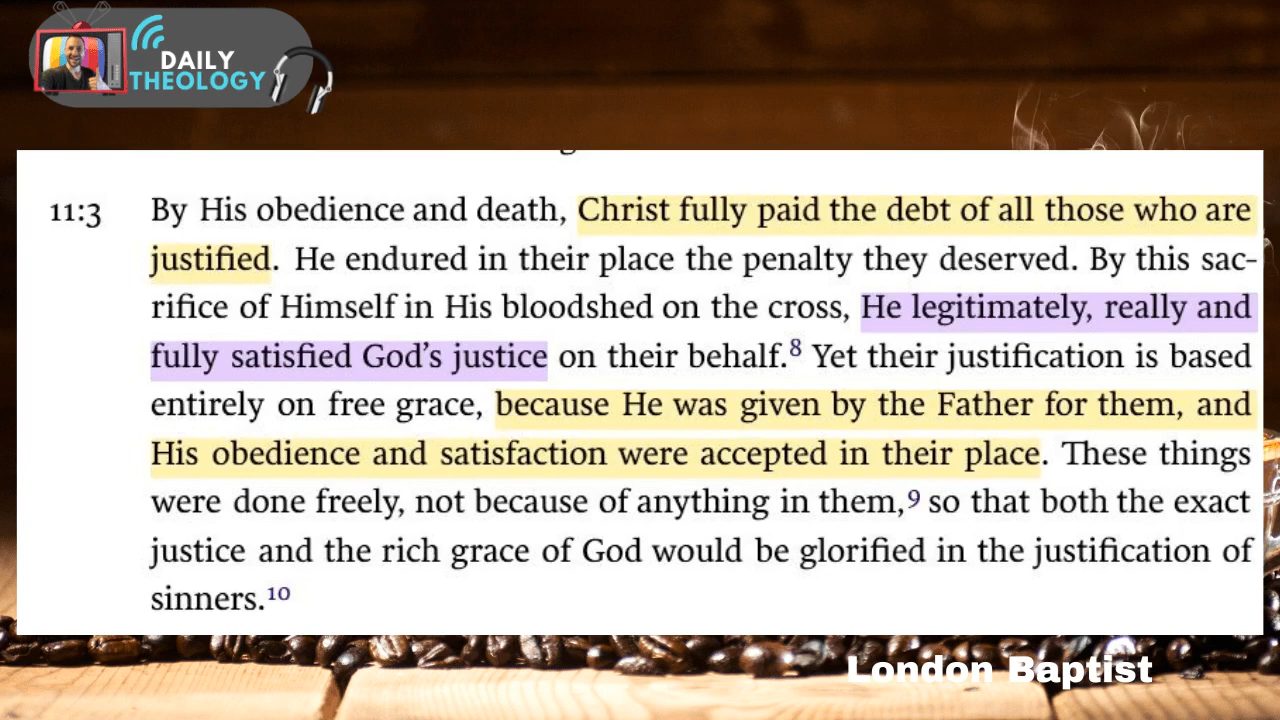 DAILY
THEOLOGY
11:3 By His obedience and death, Christ fully paid the debt of all those who are
justified. He endured in their place the penalty they deserved. By this sac-
rifice of Himself in His bloodshed on the cross, He legitimately, really and
fully satisfied God’s justice on their behalf.8 Yet their justification is based
entirely on free grace, because He was given by the Father for them, and
His obedience and satisfaction were accepted in their place. These things
were done freely, not because of anything in them,9 so that both the exact
justice and the rich grace of God would be glorified in the justification of
sinners.10
London Baptist